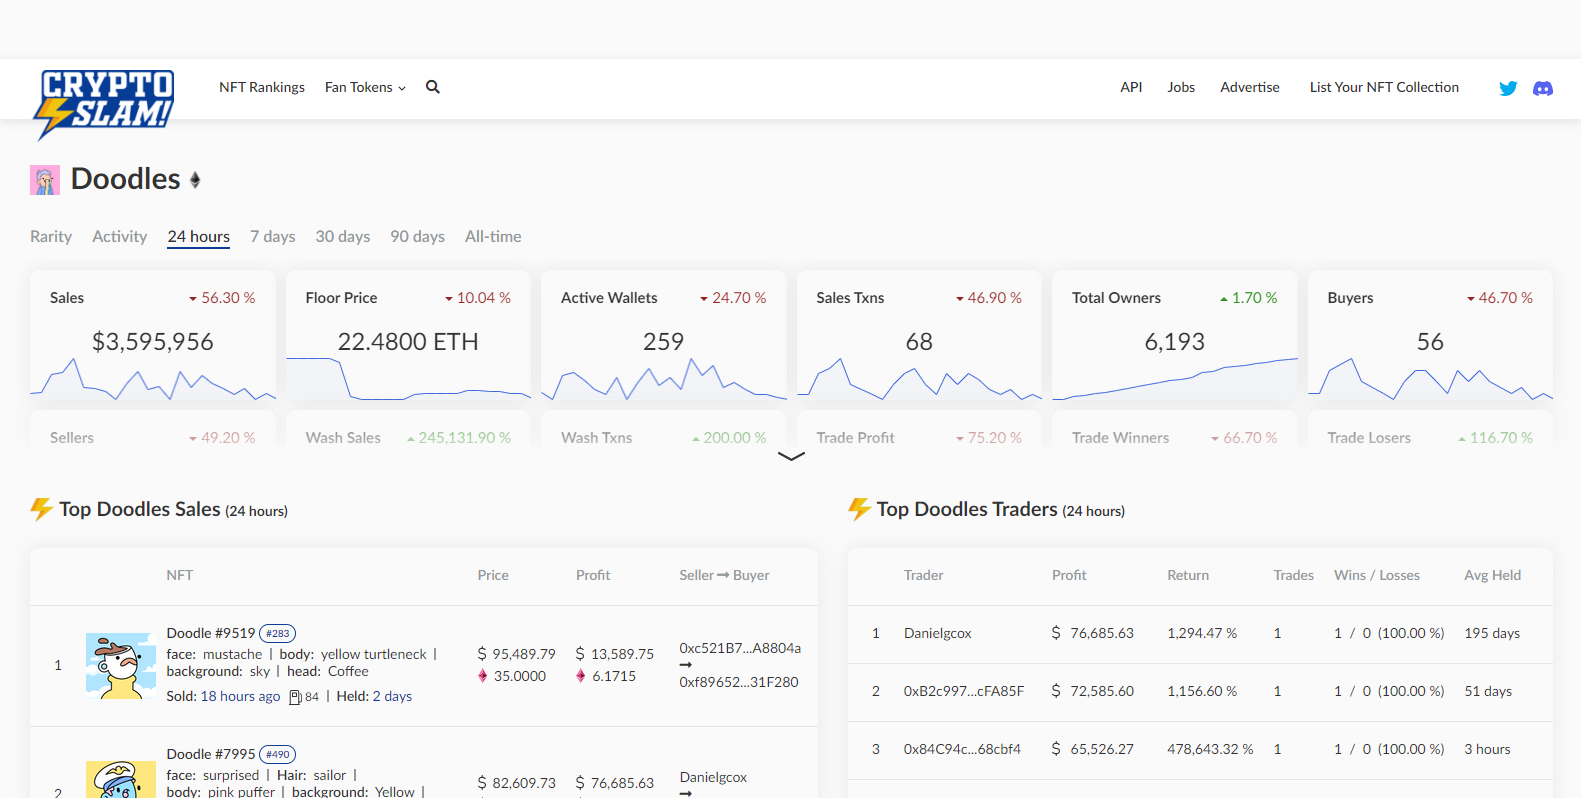 CRYPTO
SLAM!
NFT Rankings Fan Tokens API Jobs Advertise List Your NFT Collection
Doodles
Rarity Activity 24 hours 7 days 30 days 90 days All-time
Sales 56.30 % Floor Price 10.04 % Active Wallets 24.70 % Sales Txns 46.90 % Total Owners 1.70 % Buyers 46.70 %
$3,595,956 22.4800 ETH 259 68 6,193 56
Sellers 49.20 % Wash Sales 245,131.90 % Wash Txns 200.00 % Trade Profit 75.20 % Trade Winners 66.70 % Trade Losers 116.70 %
Top Doodles Sales (24 hours)
NFT Price Profit Seller ➞ Buyer
Doodle #9519 #283
face: mustache | body: yellow turtleneck |
background: sky | head: Coffee
Sold: 18 hours ago 84 | Held: 2 days
1
$ 95,489.79 $ 13,589.75
35.0000 6.1715
0xc521B7...A8804a
➞
0xf89652...31F280
Doodle #7995 #490
face: surprised | Hair: sailor |
body: pink puffer | background: Yellow |
2
$ 82,609.73 $ 76,685.63
Danielgcox
➞
Top Doodles Traders (24 hours)
Trader Profit Return Trades Wins / Losses Avg Held
1 Danielgcox $ 76,685.63 1,294.47 % 1 1 / 0 (100.00 %) 195 days
2 0xB2c997...cFA85F $ 72,585.60 1,156.60 % 1 1 / 0 (100.00 %) 51 days
3 0x84C94c...68cbf4 $ 65,526.27 478,643.32 % 1 1 / 0 (100.00 %) 3 hours